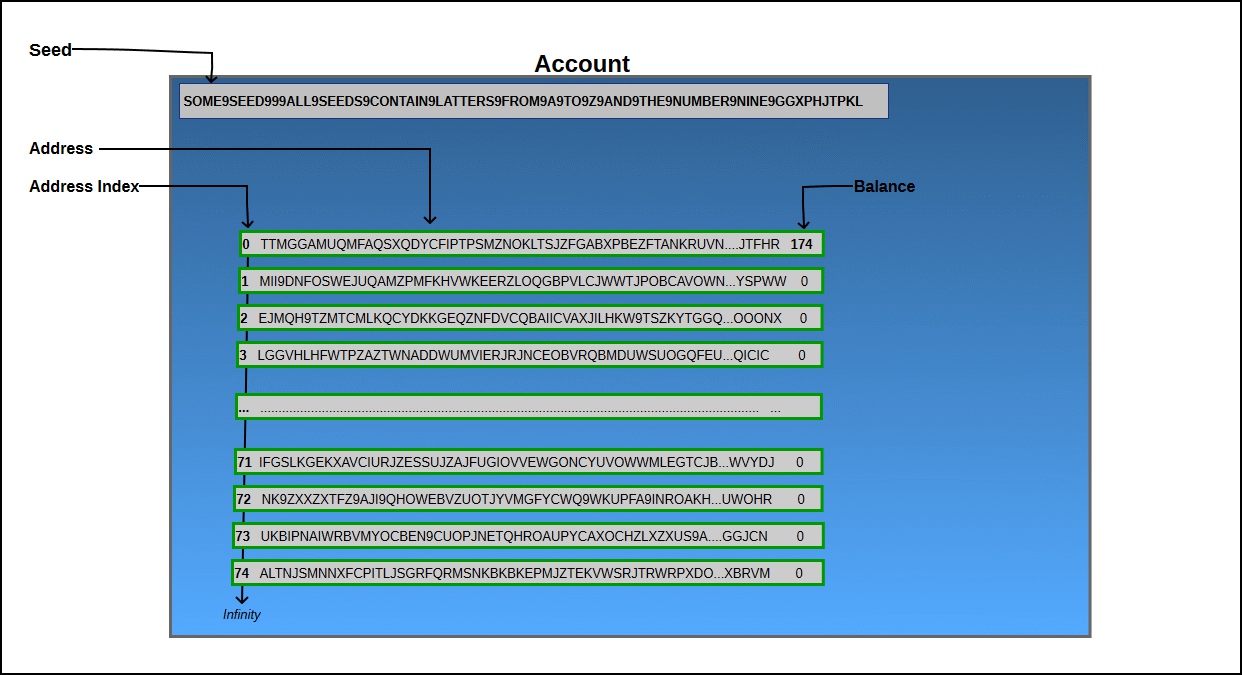 Seed
Account
SOME9SEED999ALL9SEEDS9CONTAIN9LATTERS9FROM9A9TO9Z9AND9THE9NUMBER9NINE9GGXPHJTPKL
Address
Address Index
Balance
0 TTMGGAMUQMFAQSXQDYCFIPTPSMZNOKLTSJZFGABXPBEZFTANKRUVN....JTFHR 174
1 MII9DNFOSWEJUQAMZPMFKHVWKEERZLOQGBPVLCJWWTJPOBCAVOWN...YSPWW 0
2 EJMQH9TZMTCMLKQCYDKKGEQZNFDVCQBAIICVAXJILHKW9TSZKYTGGQ...OOONX 0
3 LGGVHLHFWTPZAZTWNADDWUMVIERJRJNCEOBVRQBMDUWSUOGQFEU...QICIC 0
... ........................................................................................................................................................ ...
71 IFGSLKGEKXAVCIURJZESSUJZAJFUGIOVVEWGONCYUVOWWMLEGTCJB...WVYDJ 0
72 NK9ZXXZXTFZ9AJI9QHOWEBVZUOTJYVMGFYCWQ9WKUPFA9INROAKH...UWOHR 0
73 UKBIPNAIWRBVMYOCBEN9CUOPJNETQHROAUPYCAXOCHZLXZXUS9A....GGJCN 0
74 ALTNJSMNNXFCPITLJSGRFQRMSNKBKBKEPMJZTEKVWSRJTRWRPXDO...XBRVM 0
Infinity